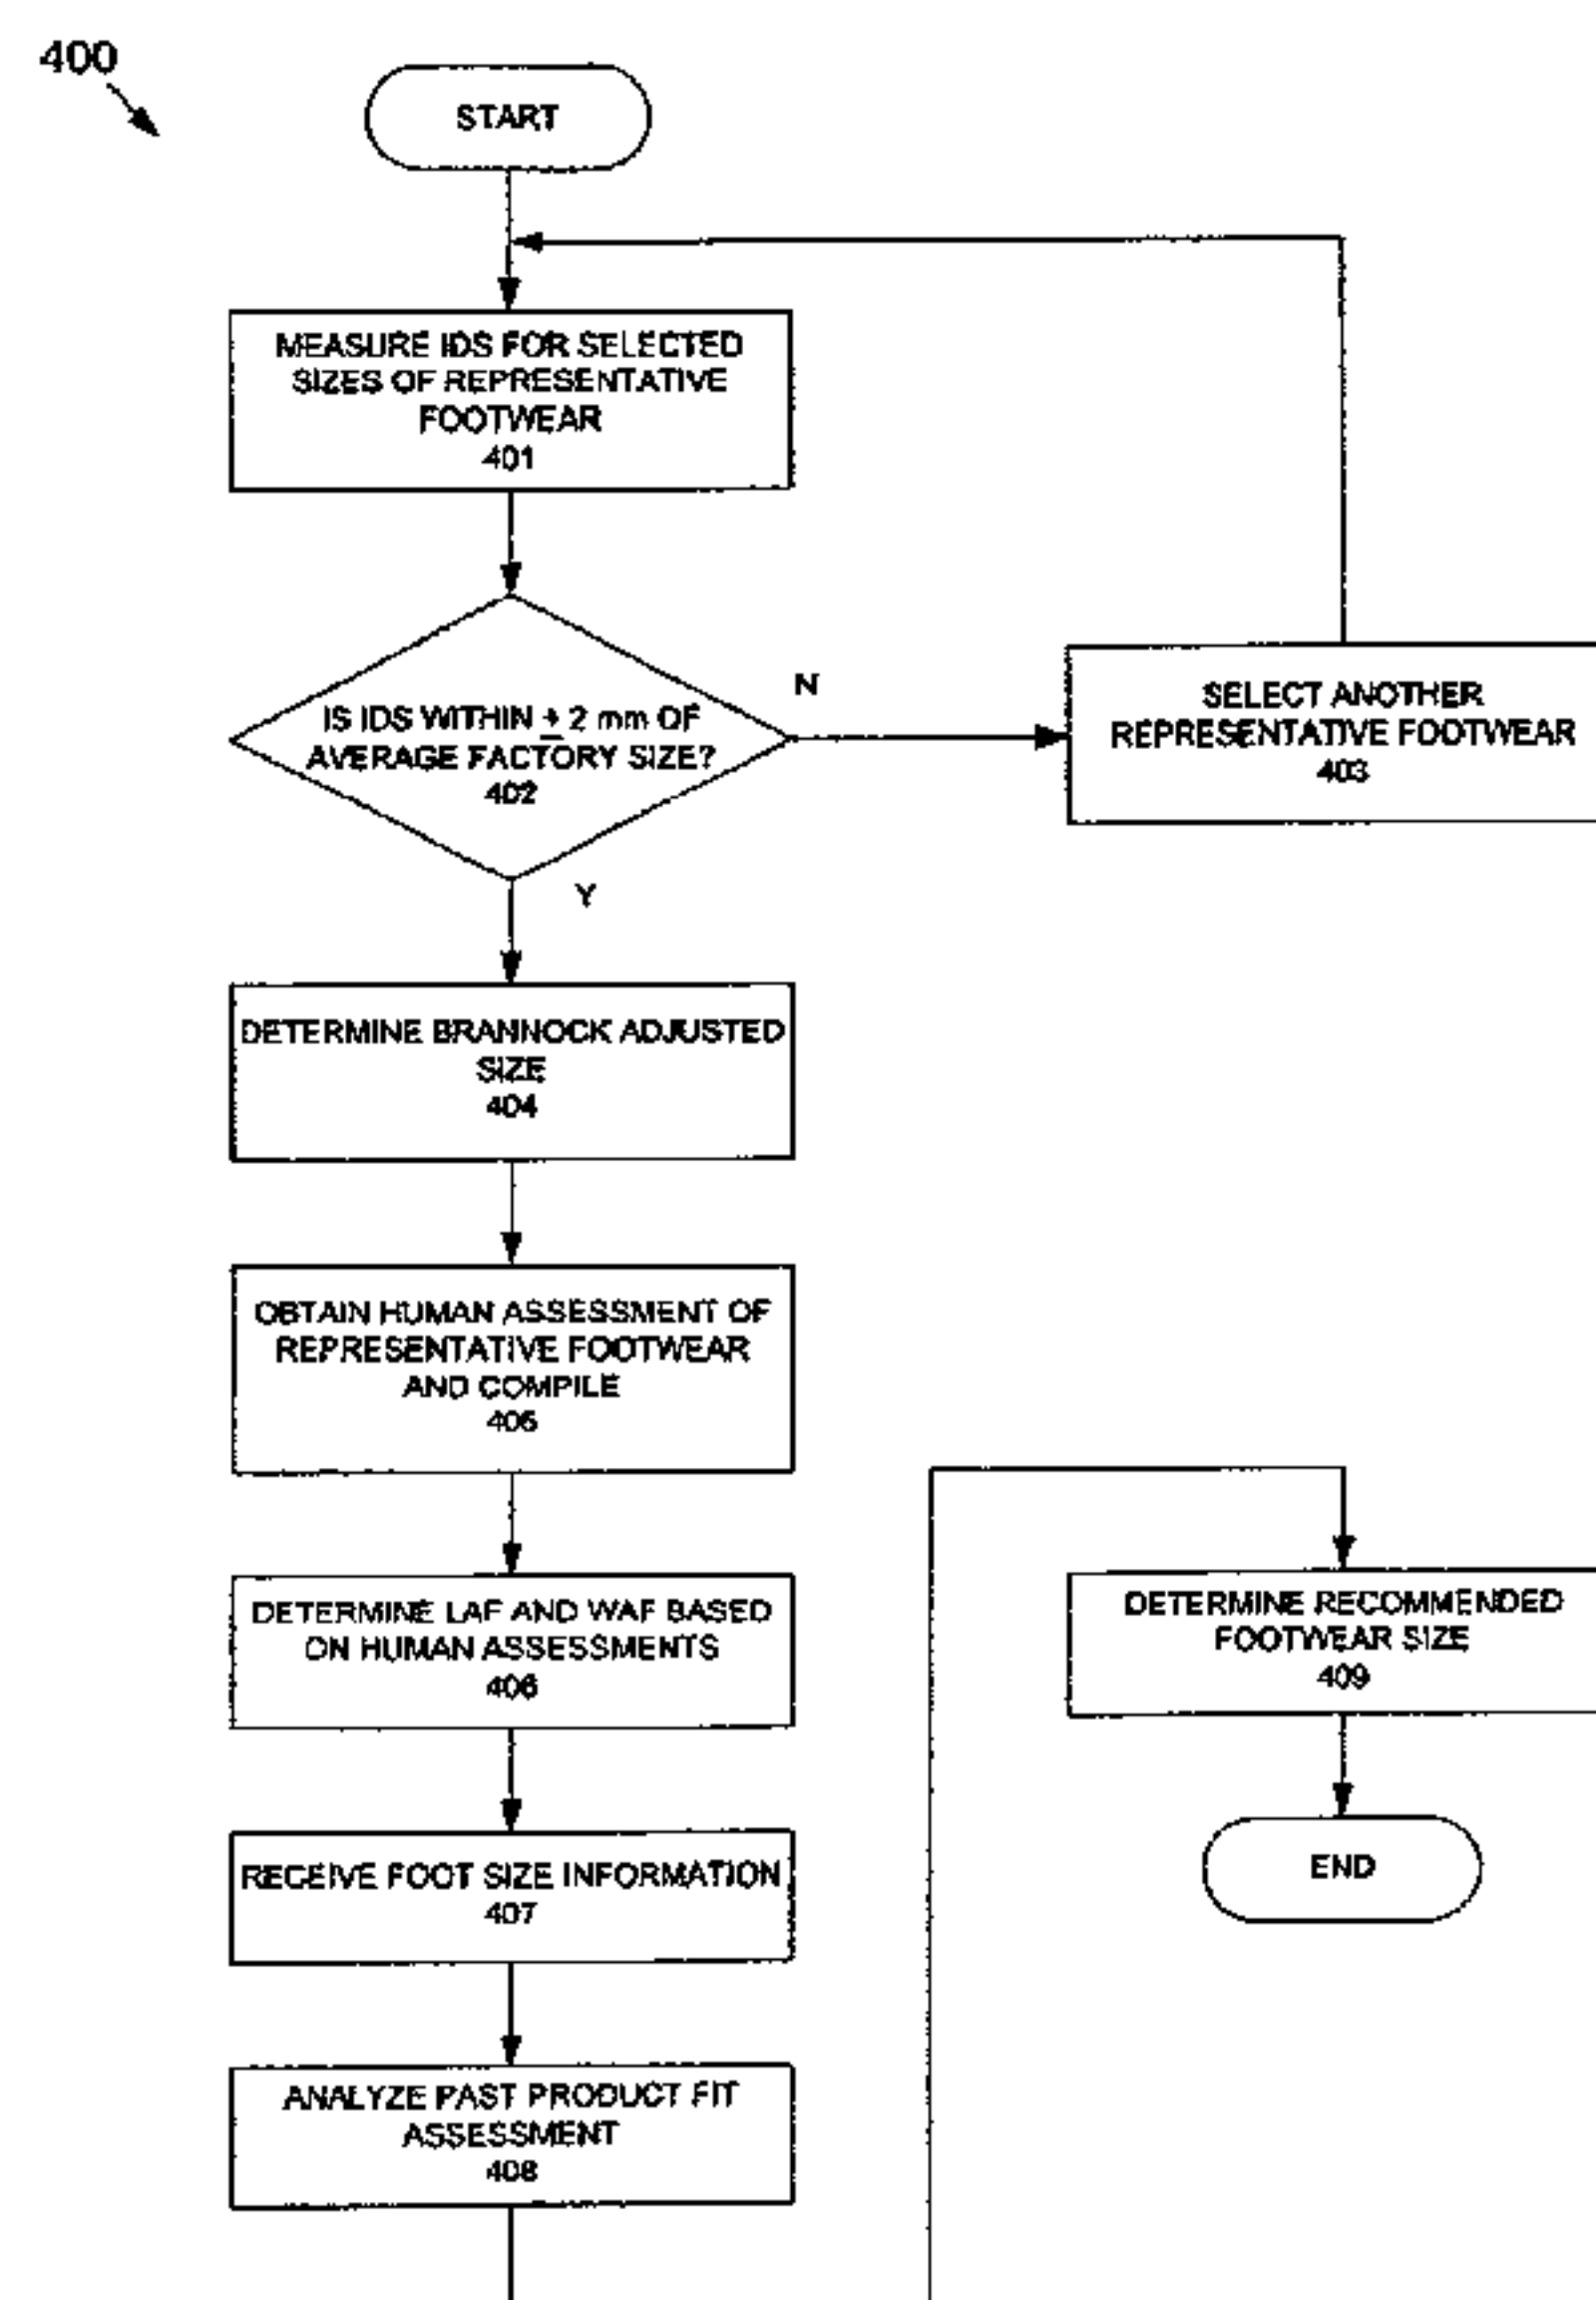 400
START
MEASURE IDS FOR SELECTED
SIZES OF REPRESENTATIVE
FOOTWEAR
401
IS IDS WITHIN ± 2 mm OF
AVERAGE FACTORY SIZE?
402
N
SELECT ANOTHER
REPRESENTATIVE FOOTWEAR
403
Y
DETERMINE BRANNOCK ADJUSTED
SIZE
404
OBTAIN HUMAN ASSESSMENT OF
REPRESENTATIVE FOOTWEAR
AND COMPILE
405
DETERMINE LAF AND WAF BASED
ON HUMAN ASSESSMENTS
406
RECEIVE FOOT SIZE INFORMATION
407
ANALYZE PAST PRODUCT FIT
ASSESSMENT
408
DETERMINE RECOMMENDED
FOOTWEAR SIZE
409
END